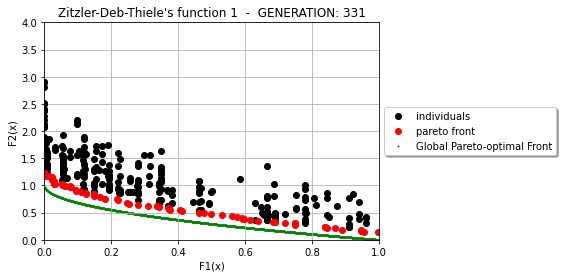 Zitzler-Deb-Thiele's function 1 - GENERATION: 331
4.0
3.5
3.0
2.5
2.0
1.5
1.0
0.5
0.0
F2(x)
0.0 0.2 0.4 0.6 0.8 1.0
F1(x)
individuals
pareto front
Global Pareto-optimal Front